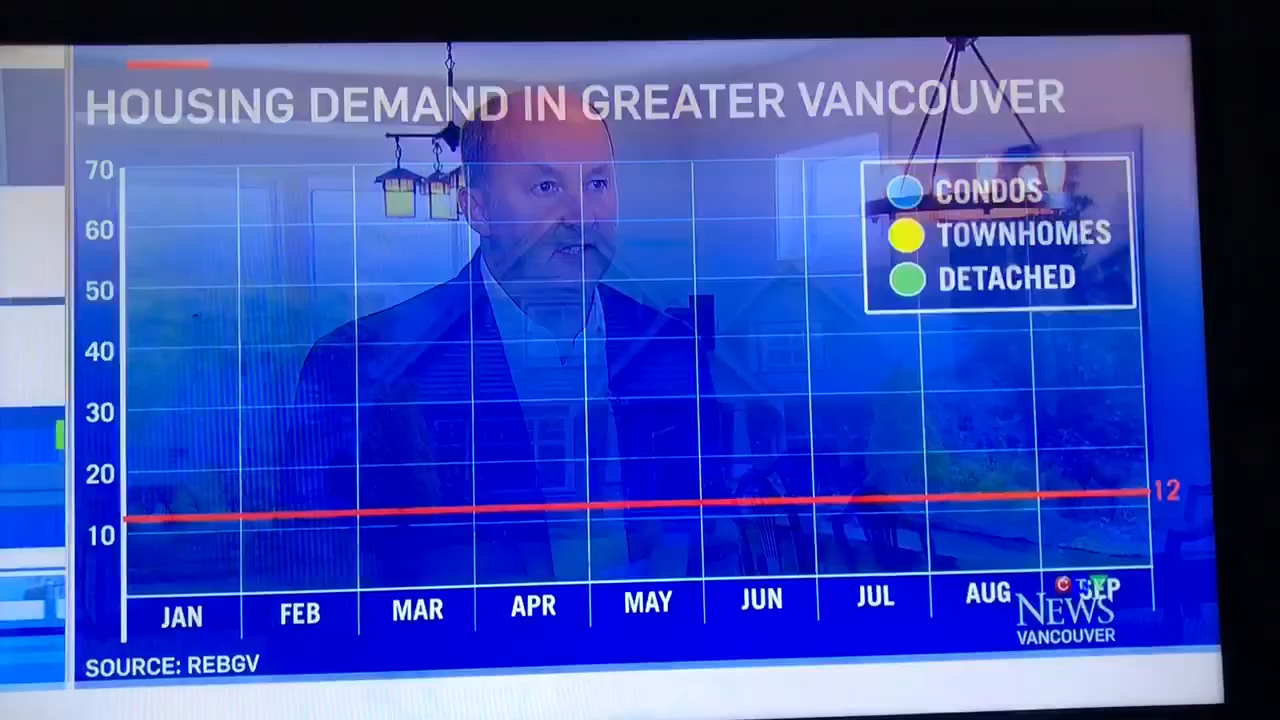 HOUSING DEMAND IN GREATER VANCOUVER
70
60
50
40
30
20
10
CONDOS
TOWNHOMES
DETACHED
12
JAN FEB MAR APR MAY JUN JUL AUG SEP
NEWS
VANCOUVER
SOURCE: REBGV